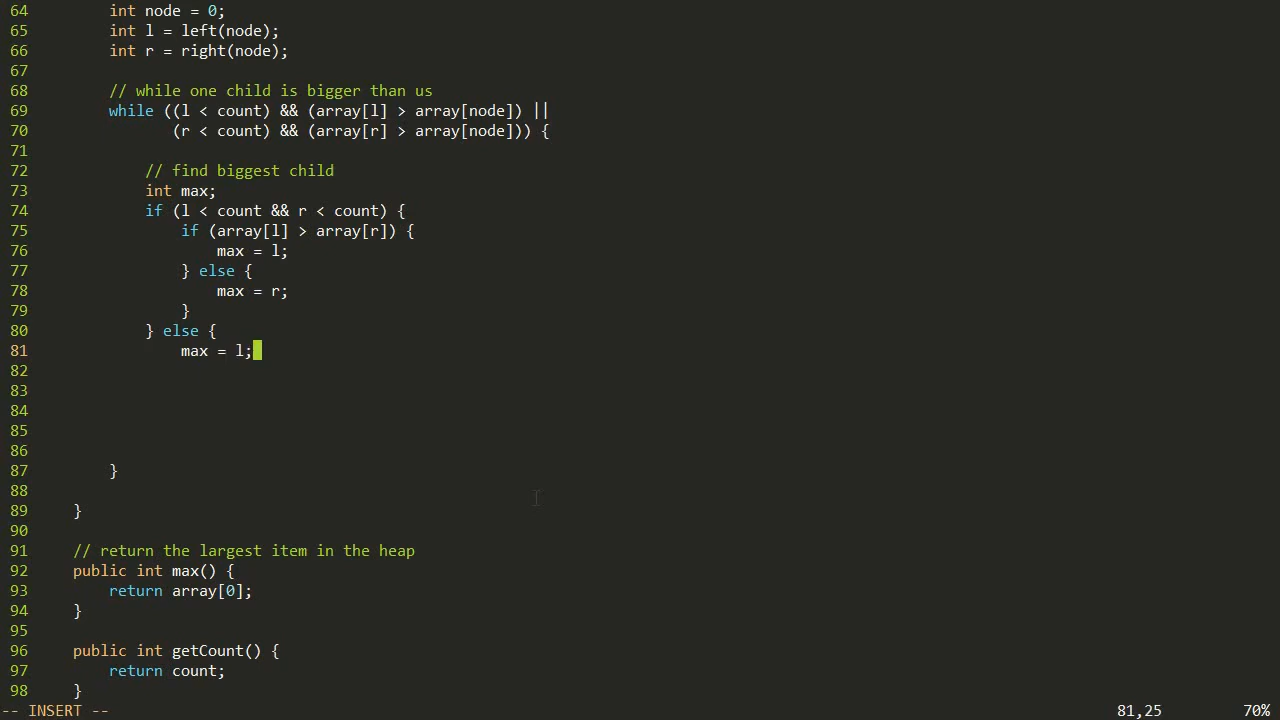 64         int node = 0;
65         int l = left(node);
66         int r = right(node);
67
68         // while one child is bigger than us
69         while ((l < count) && (array[l] > array[node]) ||
70                (r < count) && (array[r] > array[node])) {
71
72             // find biggest child
73             int max;
74             if (l < count && r < count) {
75                 if (array[l] > array[r]) {
76                     max = l;
77                 } else {
78                     max = r;
79                 }
80             } else {
81                 max = l;
82
83
84
85
86
87         }
88
89     }
90
91     // return the largest item in the heap
92     public int max() {
93         return array[0];
94     }
95
96     public int getCount() {
97         return count;
98     }
-- INSERT --                    81,25         70%